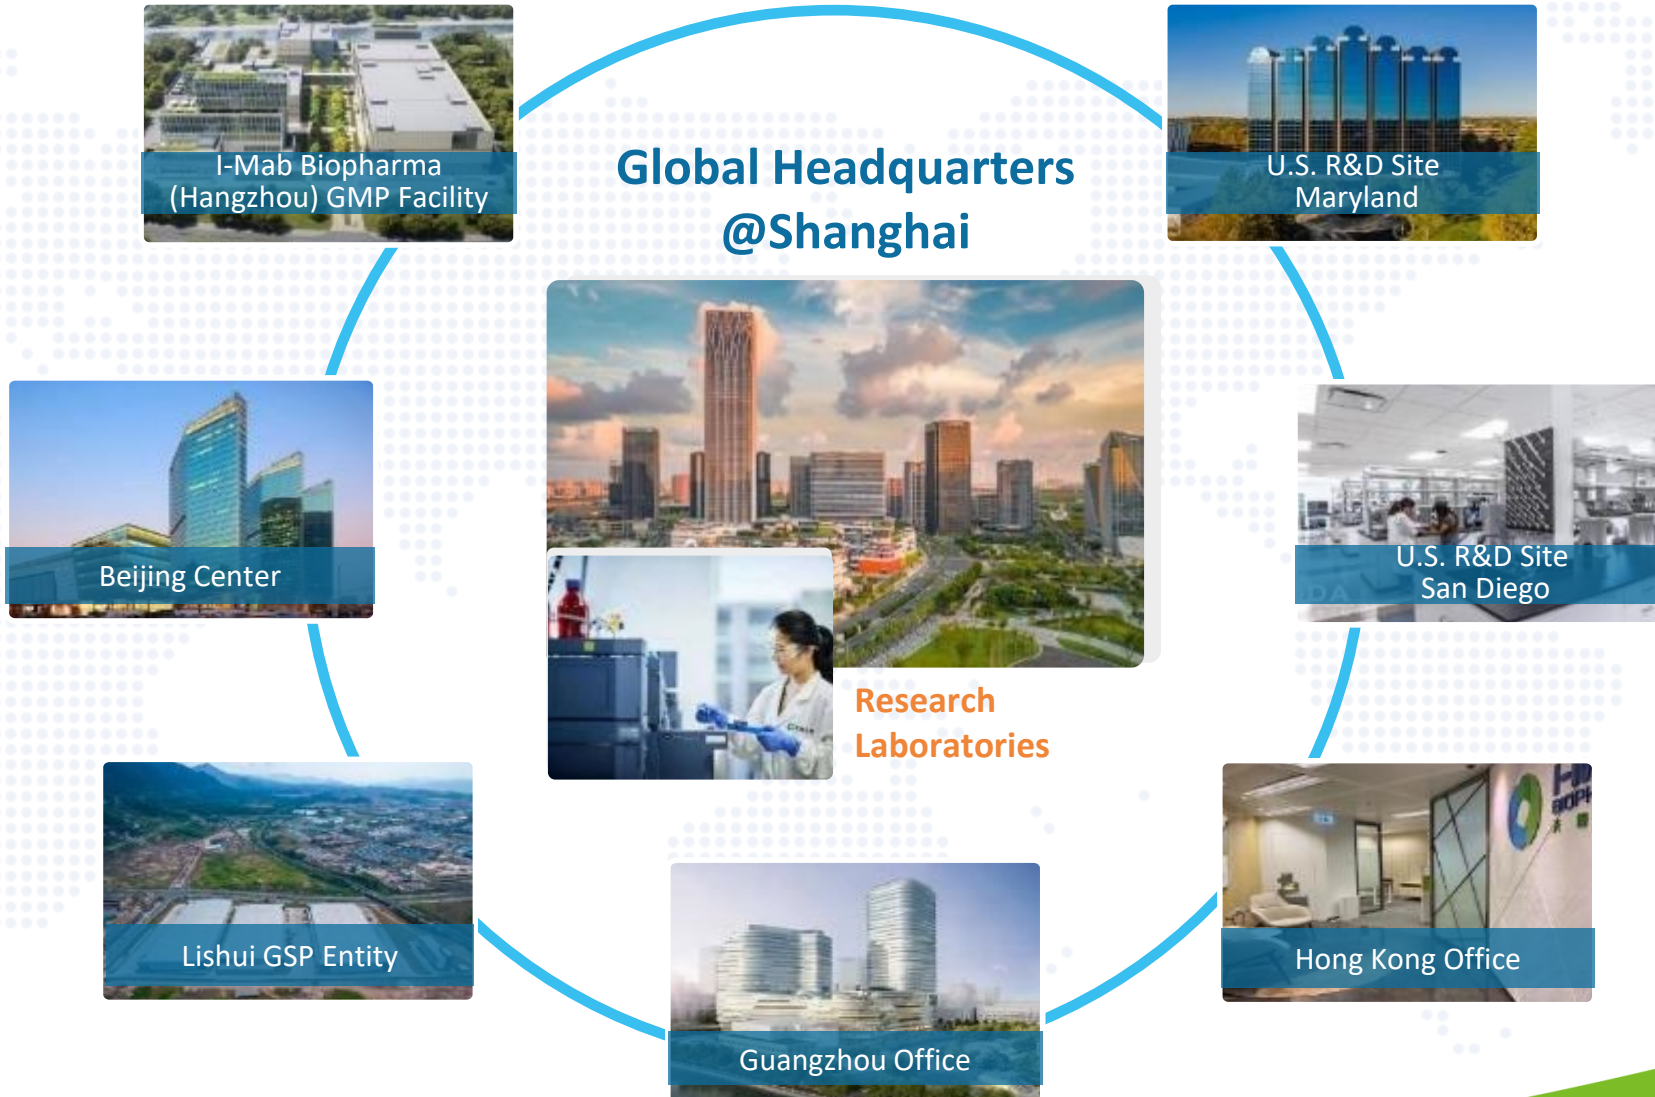 I-Mab Biopharma
(Hangzhou) GMP Facility
Global Headquarters
@Shanghai
U.S. R&D Site
Maryland
Beijing Center
U.S. R&D Site
San Diego
Research
Laboratories
Lishui GSP Entity
Hong Kong Office
Guangzhou Office